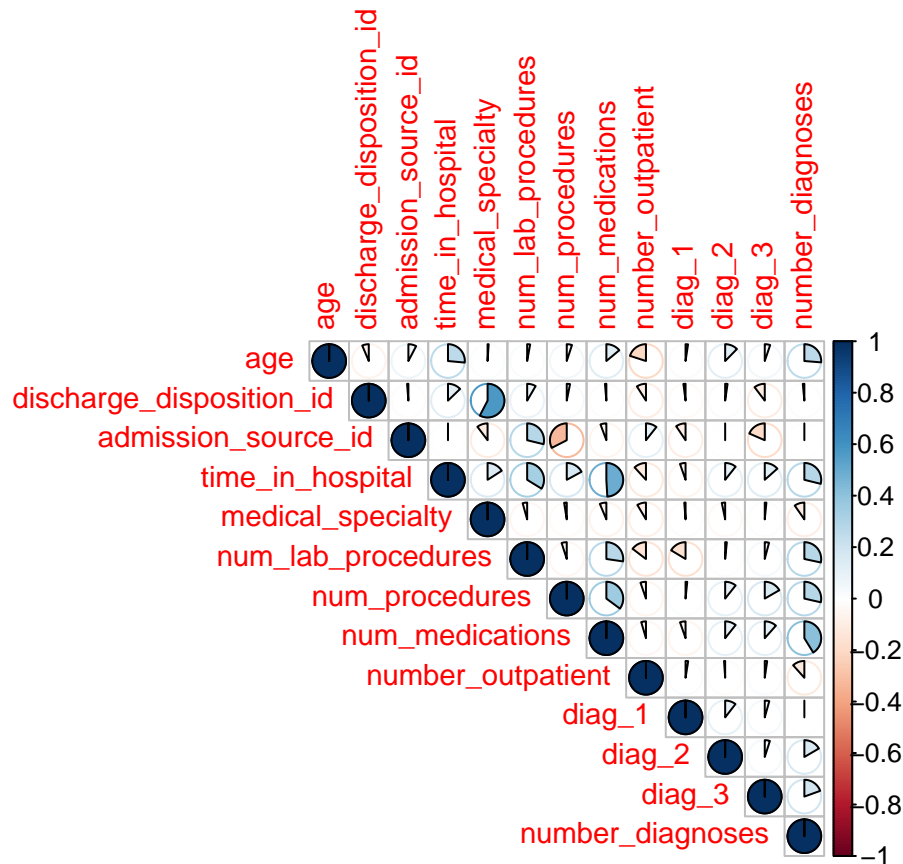 age
discharge_disposition_id
admission_source_id
time_in_hospital
medical_specialty
num_lab_procedures
num_procedures
num_medications
number_outpatient
diag_1
diag_2
diag_3
number_diagnoses
age
discharge_disposition_id
admission_source_id
time_in_hospital
medical_specialty
num_lab_procedures
num_procedures
num_medications
number_outpatient
diag_1
diag_2
diag_3
number_diagnoses
1
0.8
0.6
0.4
0.2
0
−0.2
−0.4
−0.6
−0.8
−1